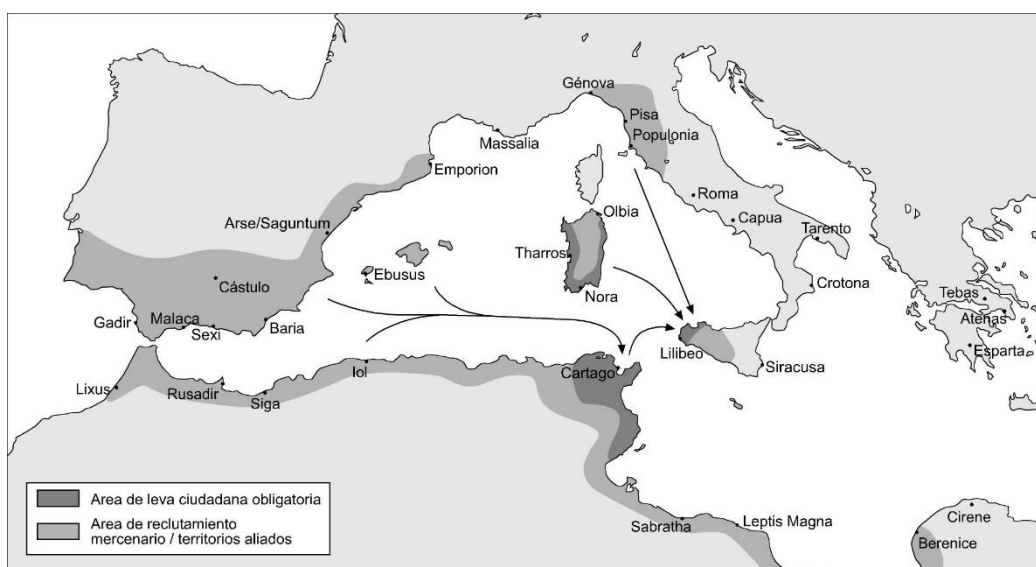 Génova
Pisa
Populonia
Massalia
Emporion
Roma
Olbia
Capua
Arse/Saguntum
Tarento
Tharros
Ebusus
Cástulo
Crotona
Nora
Tebas
Gadir
Malaca
Sexi
Baria
Atenas
Lilibeo
Esparta
Iol
Cartago
Siracusa
Lixus
Rusadir
Siga
Area de leva ciudadana obligatoria
Area de reclutamiento
mercenario / territorios aliados
Sabratha
Leptis Magna
Cirene
Berenice